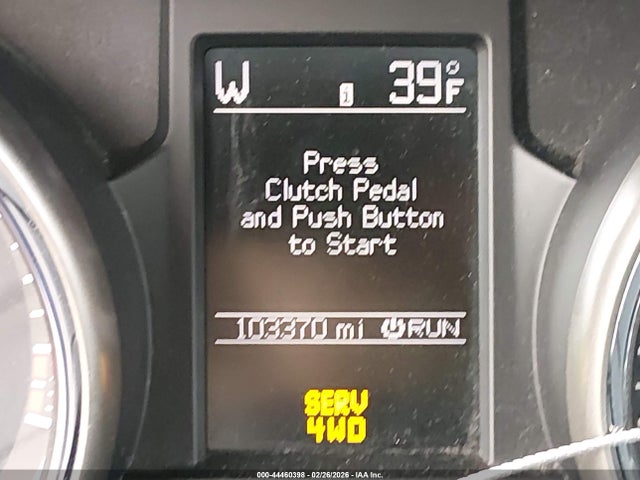 W i 39°F
Press
Clutch Pedal
and Push Button
to Start
103370 mi RUN
SERV
4WD
000-44460398 - 02/26/2026 - IAA Inc.